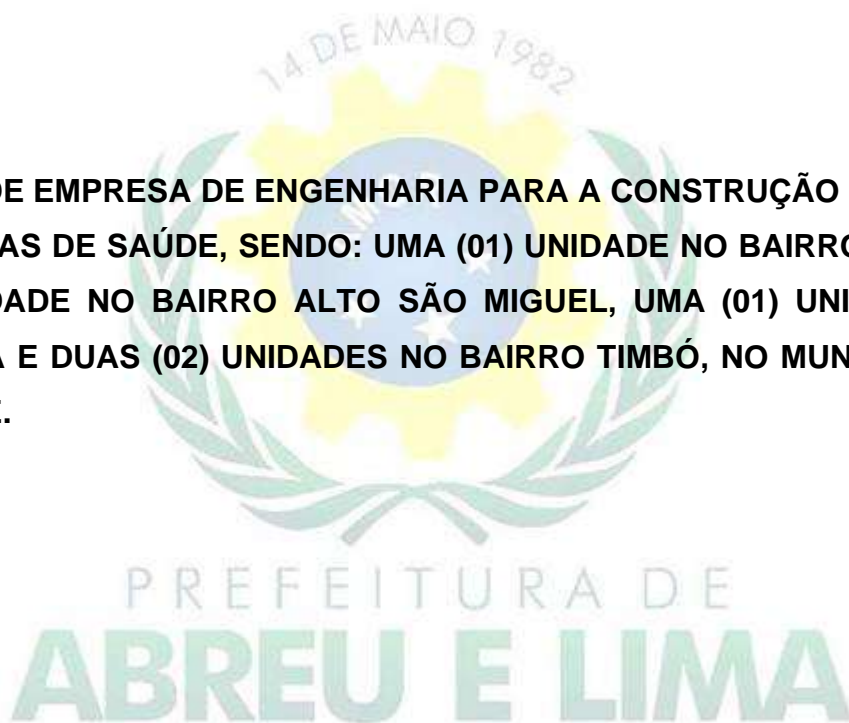 14 DE MAIO 1982
DE EMPRESA DE ENGENHARIA PARA A CONSTRUÇÃO
AS DE SAÚDE, SENDO: UMA (01) UNIDADE NO BAIRRO
DADE NO BAIRRO ALTO SÃO MIGUEL, UMA (01) UNI
A E DUAS (02) UNIDADES NO BAIRRO TIMBÓ, NO MUN
PREFEITURA DE
ABREU E LIMA